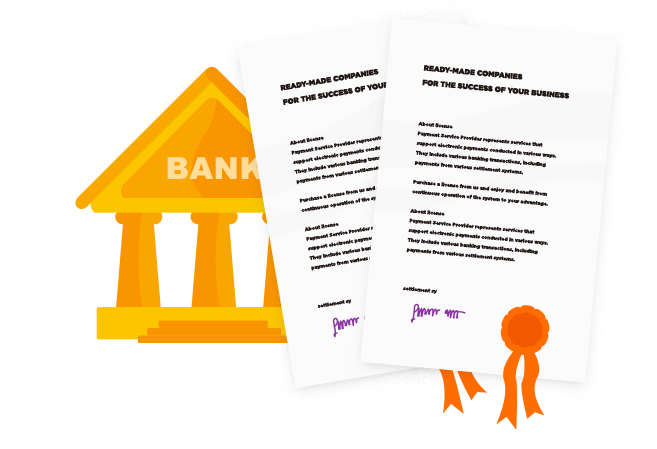 BANK
READY-MADE COMPANIES
FOR THE SUCCESS OF YOUR
About license
Payment Service Provider
support electronic payments
They include various banking
payments from various
Purchase a license from us and
continuous operation of the
About license
Payment Service Provider
support electronic
They include various
payments from various
settlement sy
READY-MADE COMPANIES
FOR THE SUCCESS OF YOUR BUSINESS
About license
Payment Service Provider represents services that
support electronic payments conducted in various ways.
They include various banking transactions, including
payments from various settlement systems.
Purchase a license from us and enjoy and benefit from
continuous operation of the system to your advantage.
About license
Payment Service Provider represents services that
support electronic payments conducted in various ways.
They include various banking transactions, including
payments from various settlement systems.
settlement sy